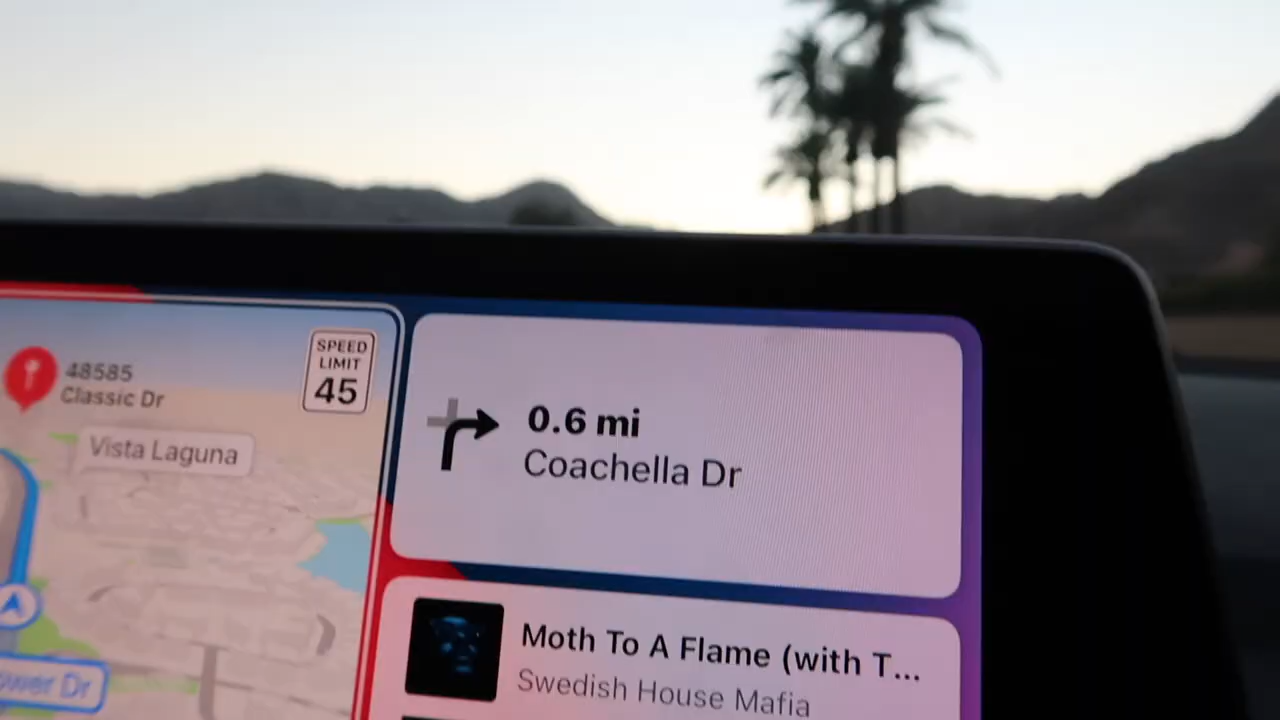 48585
Classic Dr
Vista Laguna
SPEED
LIMIT
45
0.6 mi
Coachella Dr
Moth To A Flame (with T...
Swedish House Mafia
Dr